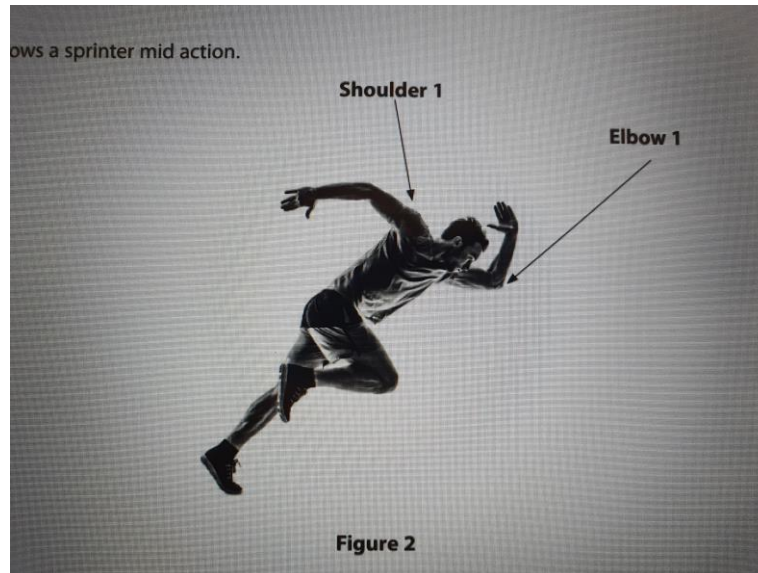 ows a sprinter mid action.
Shoulder 1
Elbow 1
Figure 2